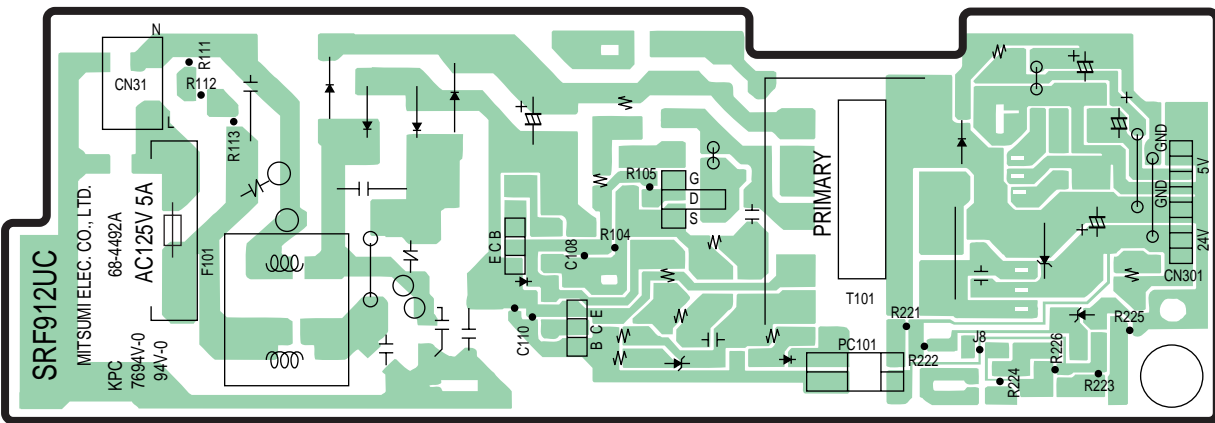 SRF912UC
MITSUMI ELEC. CO., LTD.
KPC
7694V-0
94V-0
68-4492A
AC125V 5A
F101
CN31
N
L
R111
R112
R113
E C B
C110
C108
R104
R105
G
D
S
B C E
PRIMARY
T101
PC101
R221
R222
J8
R224
R226
R223
R225
CN301
24V
5V
GND
GND